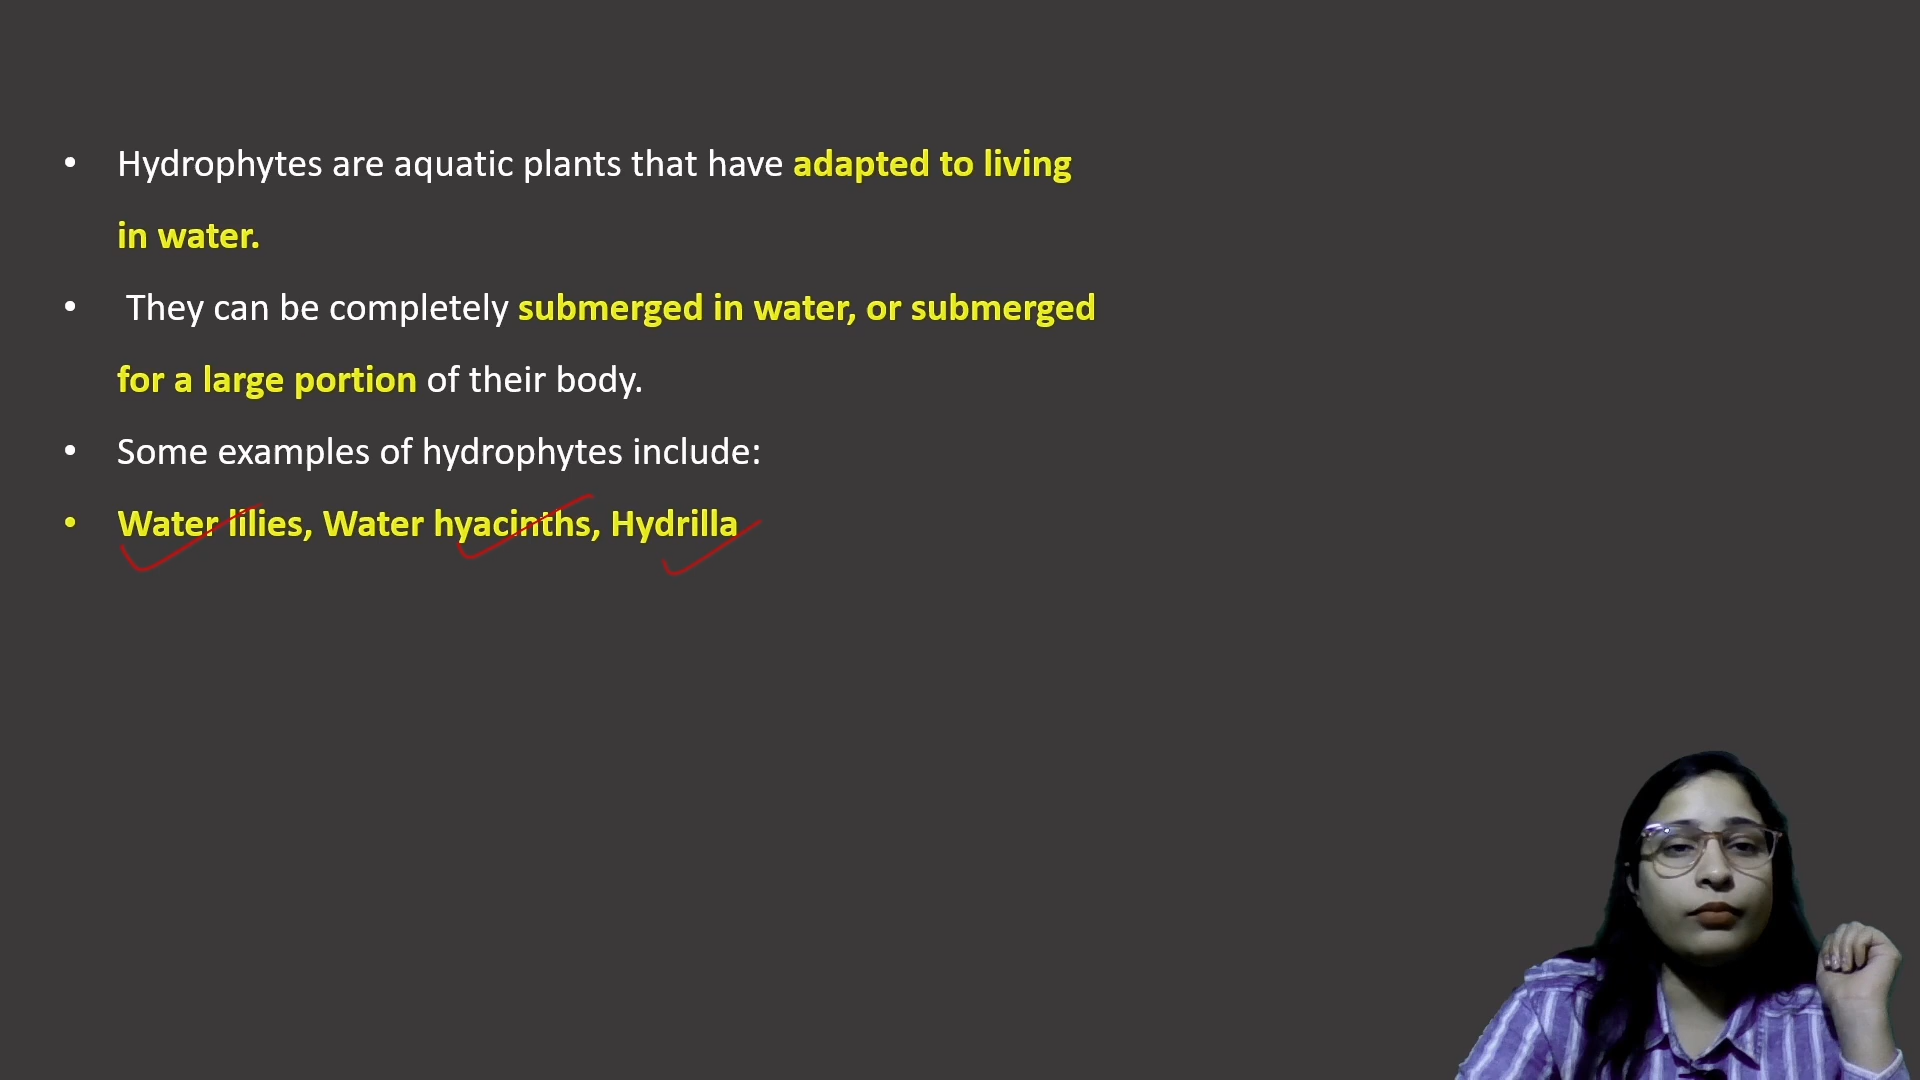 • Hydrophytes are aquatic plants that have adapted to living
in water.
• They can be completely submerged in water, or submerged
for a large portion of their body.
• Some examples of hydrophytes include:
• Water lilies, Water hyacinths, Hydrilla